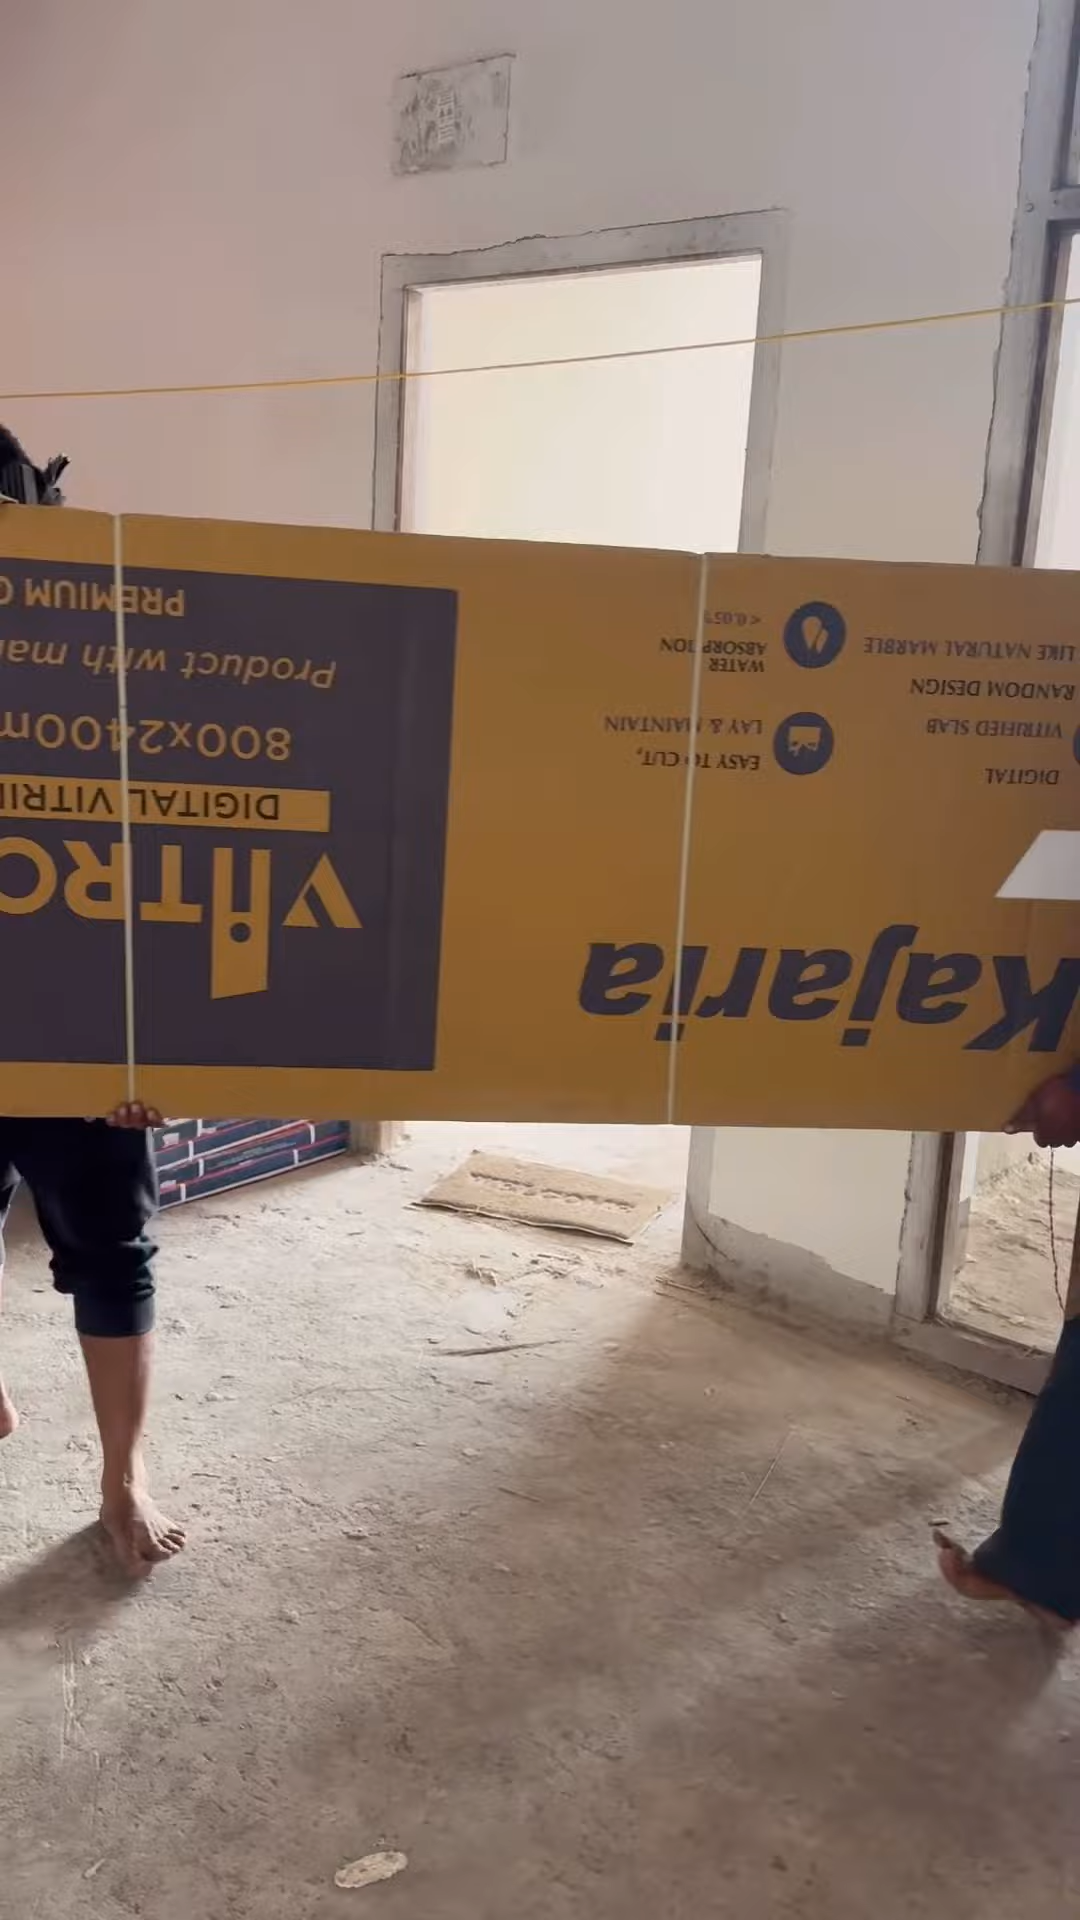 Kajaria
DIGITAL
VITRIFIED SLAB
RANDOM DESIGN
LIKE NATURAL MARBLE
EASY TO CUT,
LAY & MAINTAIN
WATER
ABSORPTION
< 0.05%
VITRO
DIGITAL VITRI
800x2400m
Product with mar
PREMIUM